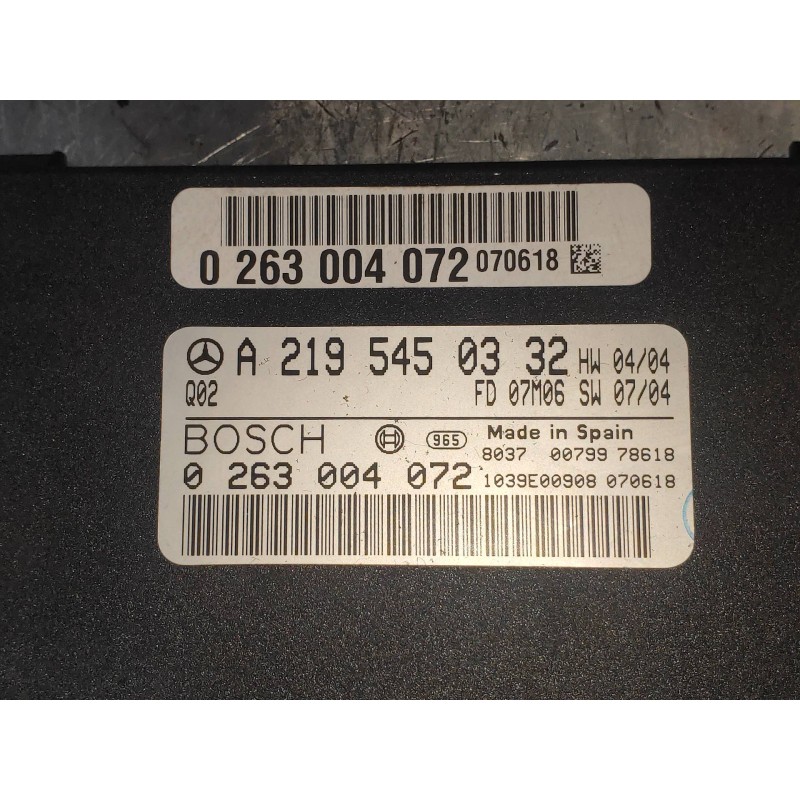 0 263 004 072 070618
A 219 545 03 32 HW 04/04
Q02 FD 07M06 SW 07/04
BOSCH 965 Made in Spain
8037 00799 78618
0 263 004 072 1039E00908 070618